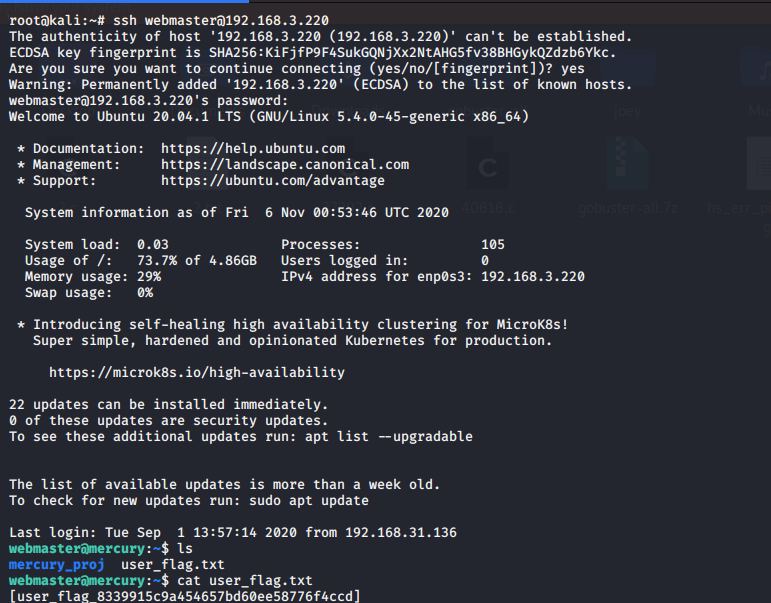 root@kali:~# ssh webmaster@192.168.3.220
The authenticity of host '192.168.3.220 (192.168.3.220)' can't be established.
ECDSA key fingerprint is SHA256:KiFjfP9F4SukGQNjXx2NtAHG5fv38BHGykQZdzb6Ykc.
Are you sure you want to continue connecting (yes/no/[fingerprint])? yes
Warning: Permanently added '192.168.3.220' (ECDSA) to the list of known hosts.
webmaster@192.168.3.220's password:
Welcome to Ubuntu 20.04.1 LTS (GNU/Linux 5.4.0-45-generic x86_64)
joey
* Documentation:  https://help.ubuntu.com
* Management:     https://landscape.canonical.com
* Support:        https://ubuntu.com/advantage
C
40616.c
gobuster-all.7z
hs_err_p
System information as of Fri  6 Nov 00:53:46 UTC 2020
System load:  0.03               Processes:               105
Usage of /:   73.7% of 4.86GB   Users logged in:         0
Memory usage: 29%                IPv4 address for enp0s3: 192.168.3.220
Swap usage:   0%
* Introducing self-healing high availability clustering for MicroK8s!
Super simple, hardened and opinionated Kubernetes for production.
https://microk8s.io/high-availability
22 updates can be installed immediately.
0 of these updates are security updates.
To see these additional updates run: apt list --upgradable
The list of available updates is more than a week old.
To check for new updates run: sudo apt update
Last login: Tue Sep  1 13:57:14 2020 from 192.168.31.136
webmaster@mercury:~$ ls
mercury_proj  user_flag.txt
webmaster@mercury:~$ cat user_flag.txt
[user_flag_8339915c9a454657bd60ee58776f4ccd]